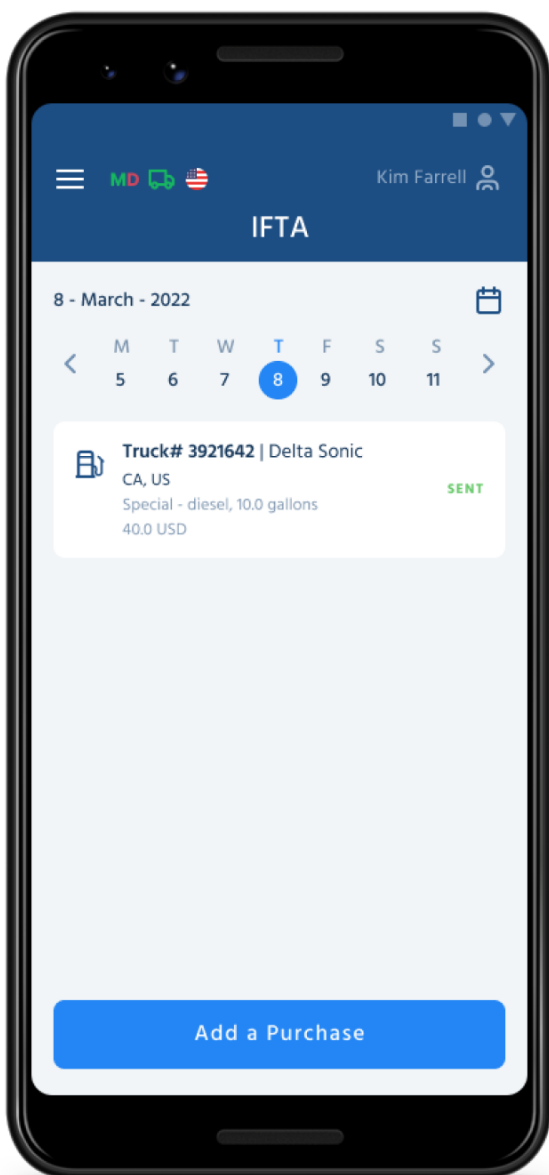 MD
Kim Farrell
IFTA
8 - March - 2022
M T W T F S S
5 6 7 8 9 10 11
Truck# 3921642 | Delta Sonic
CA, US
Special - diesel, 10.0 gallons
40.0 USD
SENT
Add a Purchase